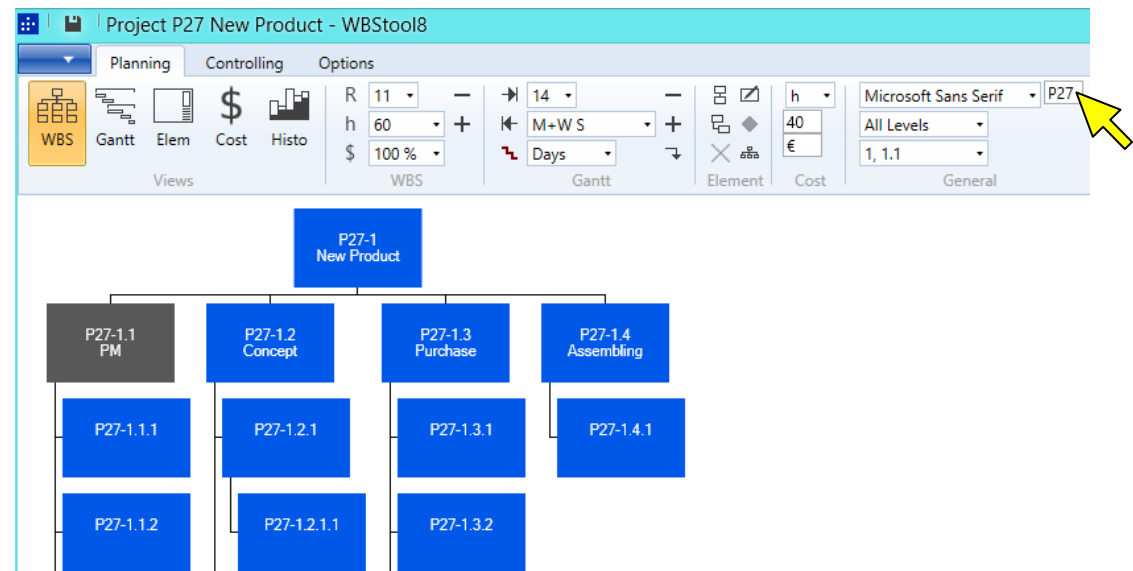 Project P27 New Product - WBStool8
Planning Controlling Options
R 11 14 h Microsoft Sans Serif P27
h 60 M+W S 40 All Levels
$ 100 % Days € 1, 1.1
WBS Gantt Elem Cost Histo
Views WBS Gantt Element Cost General
P27-1
New Product
P27-1.1 P27-1.2 P27-1.3 P27-1.4
PM Concept Purchase Assembling
P27-1.1.1 P27-1.2.1 P27-1.3.1 P27-1.4.1
P27-1.1.2 P27-1.2.1.1 P27-1.3.2